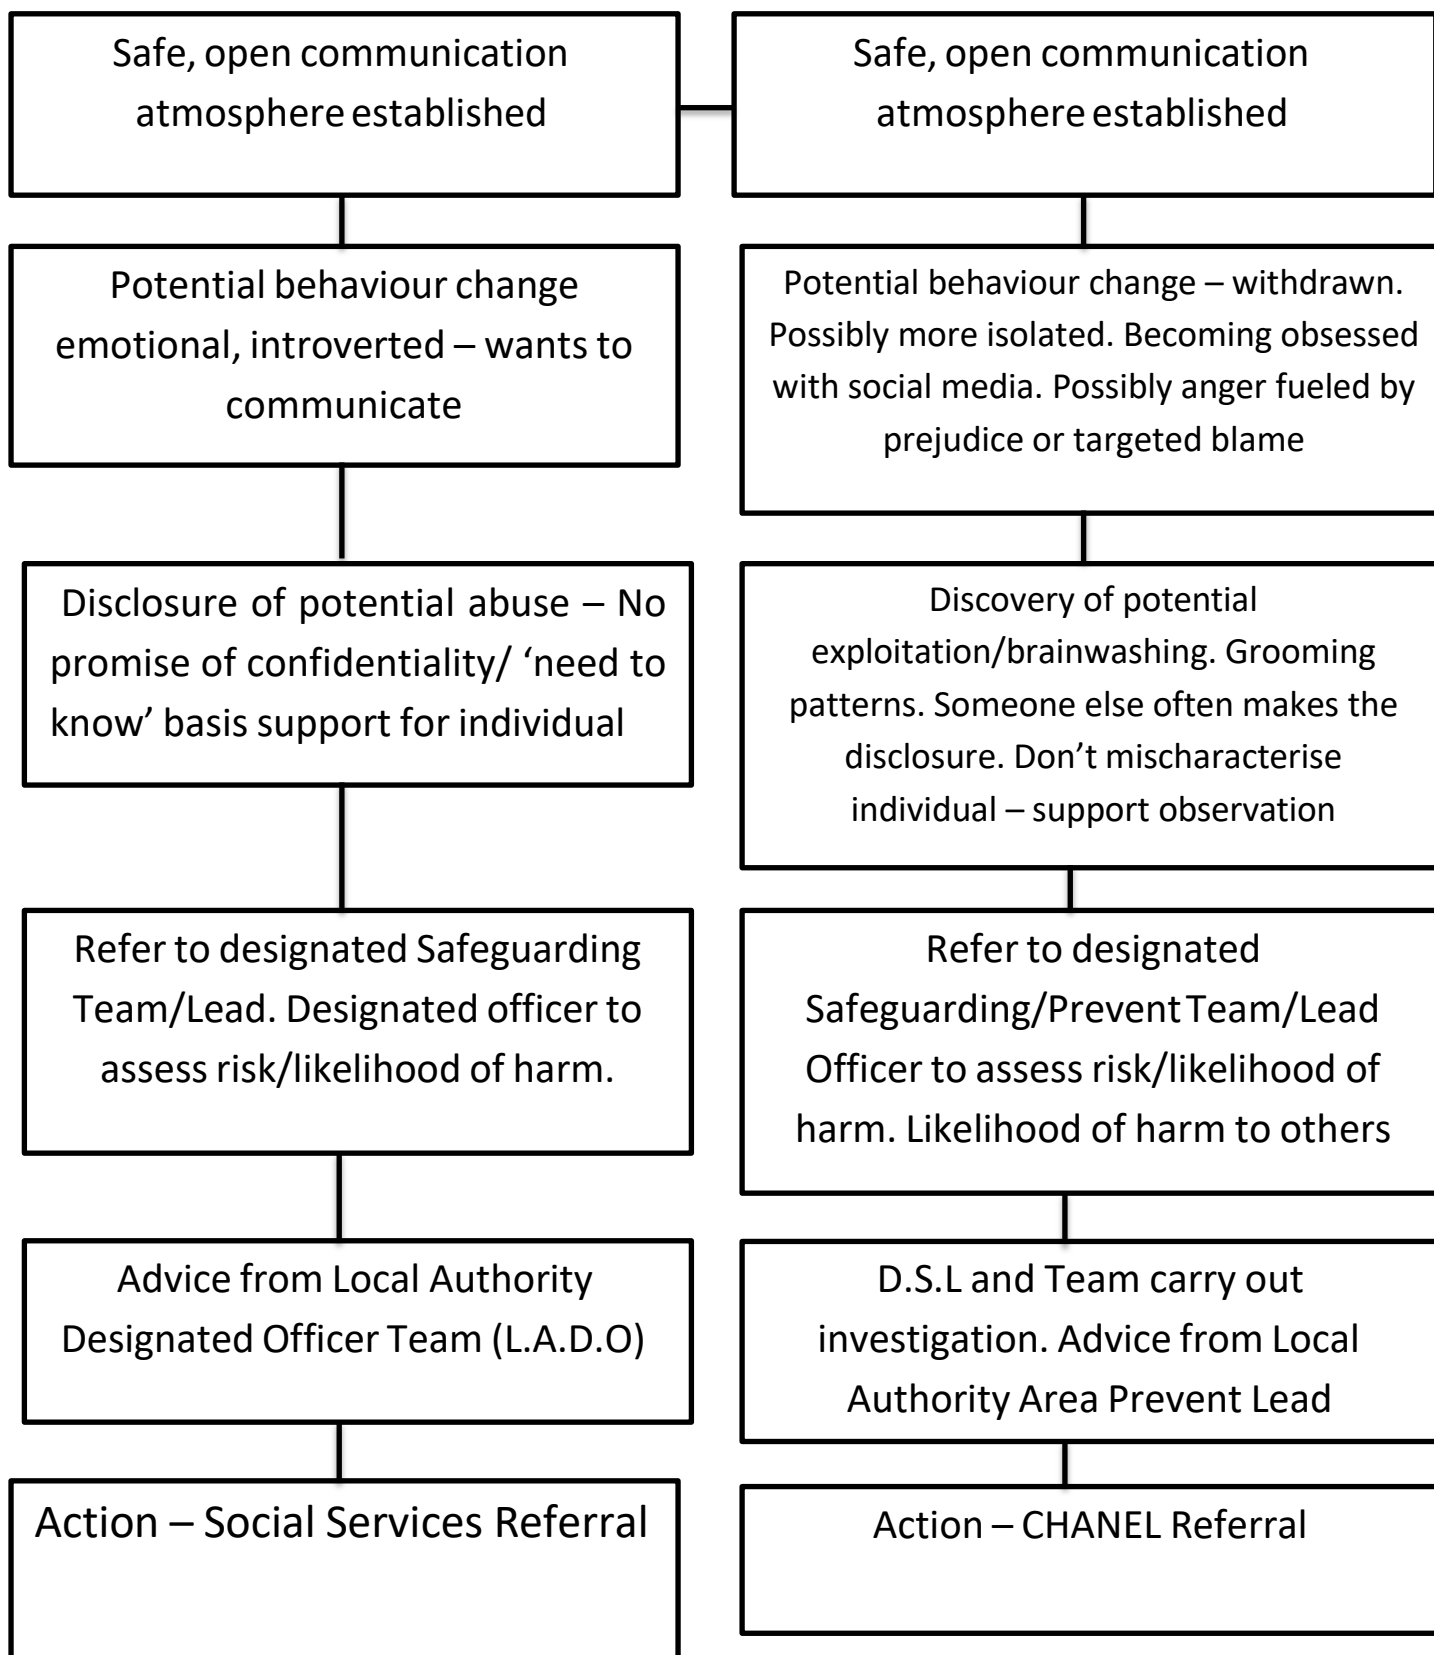 Safe, open communication
atmosphere established
Safe, open communication
atmosphere established
Potential behaviour change
emotional, introverted – wants to
communicate
Potential behaviour change – withdrawn.
Possibly more isolated. Becoming obsessed
with social media. Possibly anger fueled by
prejudice or targeted blame
Disclosure of potential abuse – No
promise of confidentiality/ ‘need to
know’ basis support for individual
Discovery of potential
exploitation/brainwashing. Grooming
patterns. Someone else often makes the
disclosure. Don’t mischaracterise
individual – support observation
Refer to designated Safeguarding
Team/Lead. Designated officer to
assess risk/likelihood of harm.
Refer to designated
Safeguarding/Prevent Team/Lead
Officer to assess risk/likelihood of
harm. Likelihood of harm to others
Advice from Local Authority
Designated Officer Team (L.A.D.O)
D.S.L and Team carry out
investigation. Advice from Local
Authority Area Prevent Lead
Action – Social Services Referral
Action – CHANEL Referral